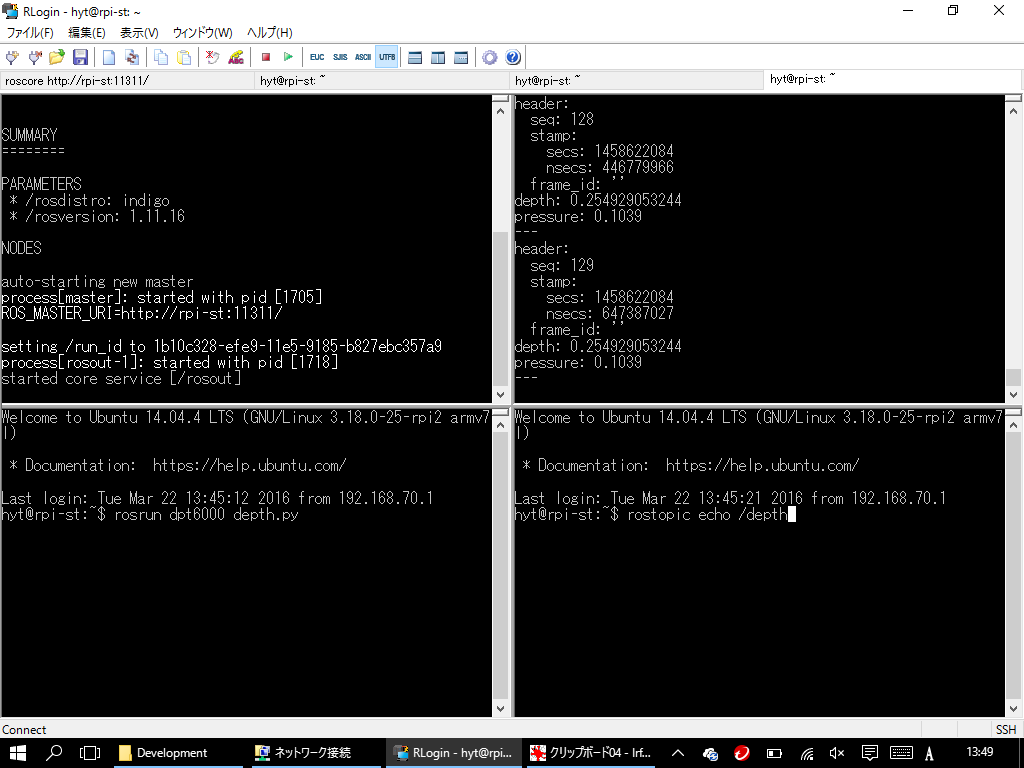 RLogin - hyt@rpi-st: ~
ファイル(F) 編集(E) 表示(V) ウィンドウ(W) ヘルプ(H)
EUC SJIS ASCII UTF8
roscore http://rpi-st:11311/
hyt@rpi-st: ~
hyt@rpi-st: ~
hyt@rpi-st: ~
SUMMARY
========
PARAMETERS
* /rosdistro: indigo
* /rosversion: 1.11.16
NODES
auto-starting new master
process[master]: started with pid [1705]
ROS_MASTER_URI=http://rpi-st:11311/
setting /run_id to 1b10c328-efe9-11e5-9185-b827ebc357a9
process[rosout-1]: started with pid [1718]
started core service [/rosout]
header:
seq: 128
stamp:
secs: 1458622084
nsecs: 446779966
frame_id: ''
depth: 0.254929053244
pressure: 0.1039
---
header:
seq: 129
stamp:
secs: 1458622084
nsecs: 647387027
frame_id: ''
depth: 0.254929053244
pressure: 0.1039
---
Welcome to Ubuntu 14.04.4 LTS (GNU/Linux 3.18.0-25-rpi2 armv7
l)
* Documentation:  https://help.ubuntu.com/
Last login: Tue Mar 22 13:45:12 2016 from 192.168.70.1
hyt@rpi-st:~$ rosrun dpt6000 depth.py
Welcome to Ubuntu 14.04.4 LTS (GNU/Linux 3.18.0-25-rpi2 armv7
l)
* Documentation:  https://help.ubuntu.com/
Last login: Tue Mar 22 13:45:21 2016 from 192.168.70.1
hyt@rpi-st:~$ rostopic echo /depth
Connect
SSH
Development
ネットワーク接続
RLogin - hyt@rpi...
クリップボード04 - Irf...
A
13:49